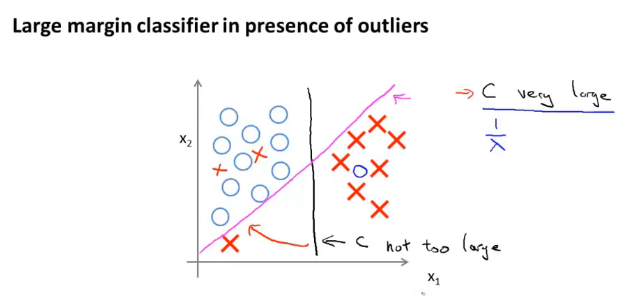 Large margin classifier in presence of outliers
→ C very large
1
λ
x₂
← C not too large
x₁